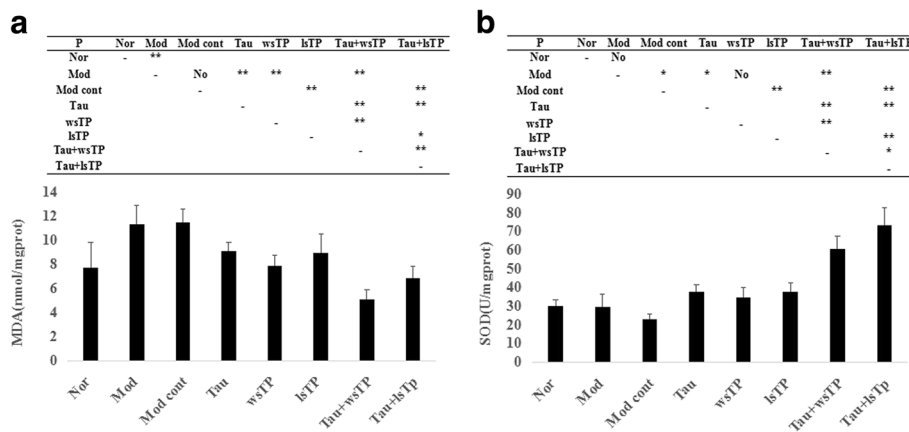 a
P Nor Mod Mod cont Tau wsTP lsTP Tau+wsTP Tau+lsTP
Nor - **
Mod - No ** ** **
Mod cont - ** **
Tau - ** **
wsTP - **
lsTP - *
Tau+wsTP - **
Tau+lsTP -
14
12
10
8
6
4
2
0
MDA(nmol/mgprot)
Nor Mod Mod cont Tau wsTP lsTP Tau+wsTP Tau+lsTp
b
P Nor Mod Mod cont Tau wsTP lsTP Tau+wsTP Tau+lsTP
Nor - No
Mod - * * No **
Mod cont - ** **
Tau - ** **
wsTP - **
lsTP **
Tau+wsTP - *
Tau+lsTP -
90
80
70
60
50
40
30
20
10
0
SOD(U/mgprot)
Nor Mod Mod cont Tau wsTP lsTP Tau+wsTP Tau+lsTp